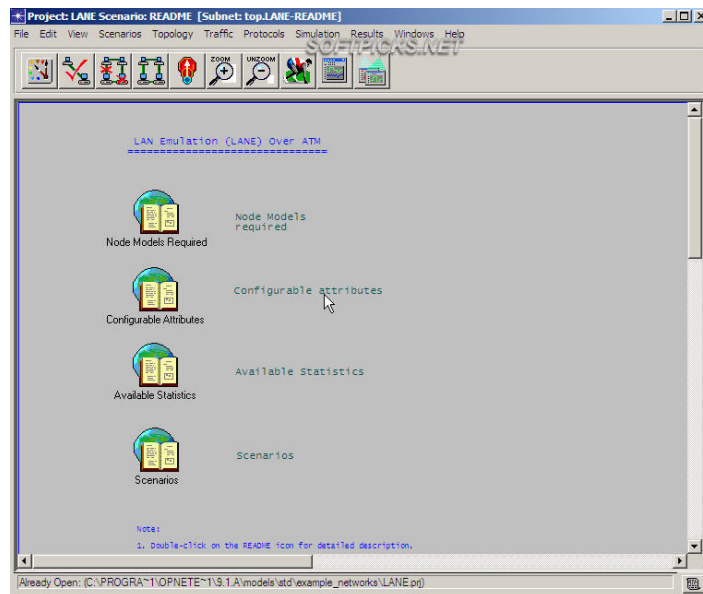 Project: LANE Scenario: README [Subnet: top.LANE-README]
File Edit View Scenarios Topology Traffic Protocols Simulation Results Windows Help
SOFTPICKS.NET
ZOOM
UNZOOM
LAN Emulation (LANE) Over ATM
==============================
Node Models
required
Node Models Required
Configurable attributes
Configurable Attributes
Available Statistics
Available Statistics
Scenarios
Scenarios
Note:
1. Double-click on the README icon for detailed description.
Already Open: (C:\PROGRA~1\OPNETE~1\9.1.A\models\std\example_networks\LANE.prj)